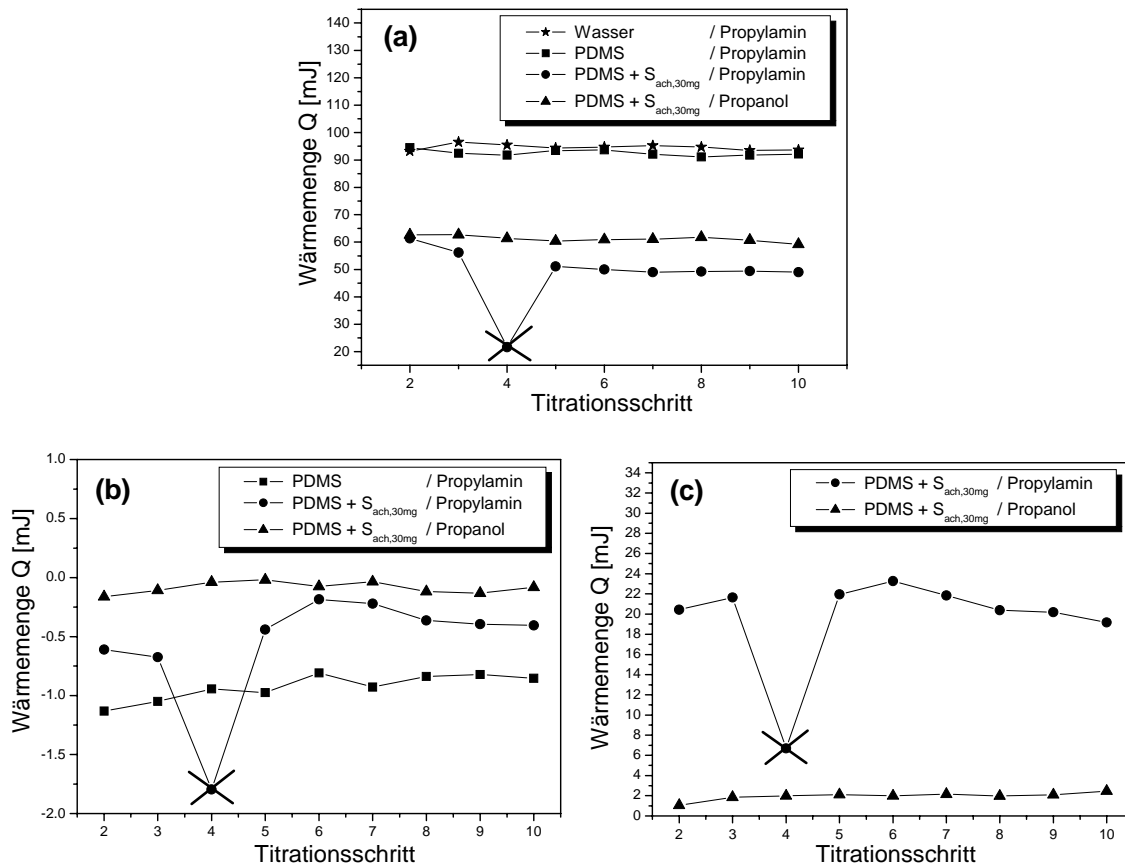 (a)
Wasser / Propylamin
PDMS / Propylamin
PDMS + S_ach,30mg / Propylamin
PDMS + S_ach,30mg / Propanol
140
130
120
110
100
90
80
70
60
50
40
30
20
Wärmemenge Q [mJ]
2 4 6 8 10
Titrationsschritt
(b)
PDMS / Propylamin
PDMS + S_ach,30mg / Propylamin
PDMS + S_ach,30mg / Propanol
1.0
0.5
0.0
-0.5
-1.0
-1.5
-2.0
Wärmemenge Q [mJ]
2 3 4 5 6 7 8 9 10
Titrationsschritt
(c)
PDMS + S_ach,30mg / Propylamin
PDMS + S_ach,30mg / Propanol
34
32
30
28
26
24
22
20
18
16
14
12
10
8
6
4
2
0
Wärmemenge Q [mJ]
2 3 4 5 6 7 8 9 10
Titrationsschritt